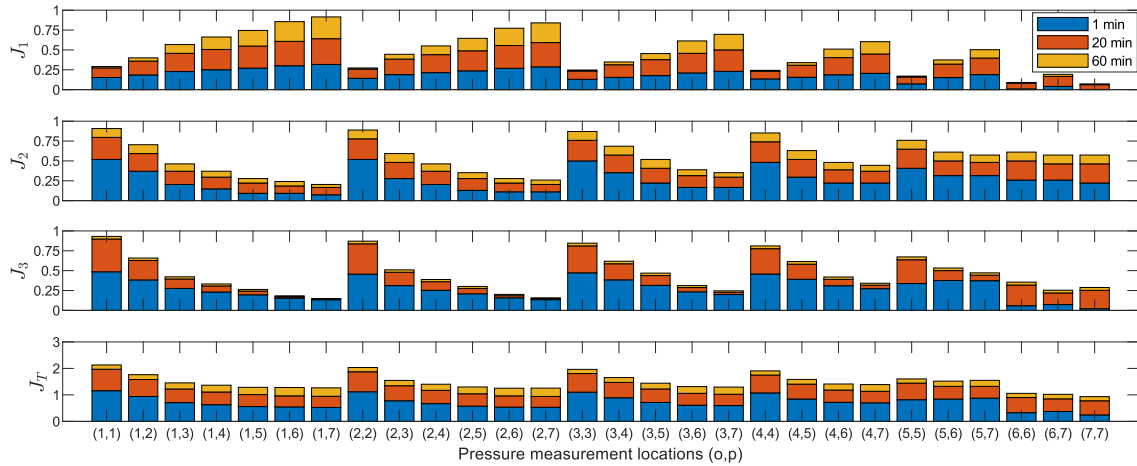 1
0.75
0.5
0.25
0
J1
1 min
20 min
60 min
1
0.75
0.5
0.25
0
J2
1
0.75
0.5
0.25
0
J3
3
2
1
0
JT
(1,1) (1,2) (1,3) (1,4) (1,5) (1,6) (1,7) (2,2) (2,3) (2,4) (2,5) (2,6) (2,7) (3,3) (3,4) (3,5) (3,6) (3,7) (4,4) (4,5) (4,6) (4,7) (5,5) (5,6) (5,7) (6,6) (6,7) (7,7)
Pressure measurement locations (o,p)